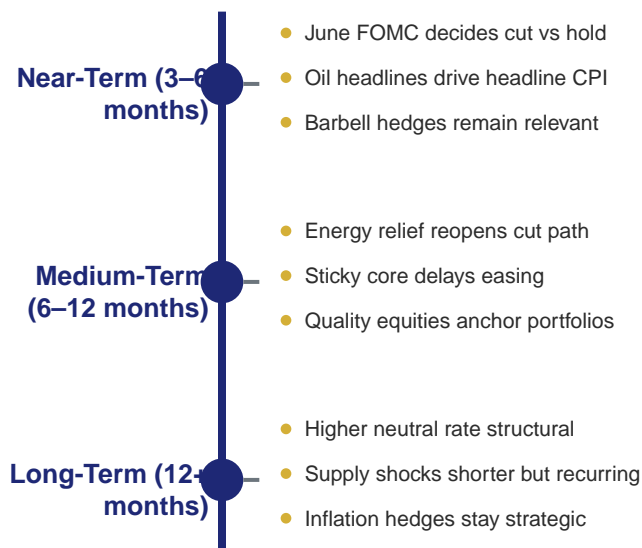 Near-Term (3–6
months)
June FOMC decides cut vs hold
Oil headlines drive headline CPI
Barbell hedges remain relevant
Medium-Term
(6–12 months)
Energy relief reopens cut path
Sticky core delays easing
Quality equities anchor portfolios
Long-Term (12+
months)
Higher neutral rate structural
Supply shocks shorter but recurring
Inflation hedges stay strategic